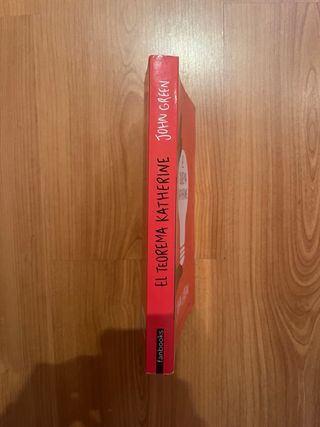 JOHN GREEN
EL TEOREMA KATHERINE
fanbooks